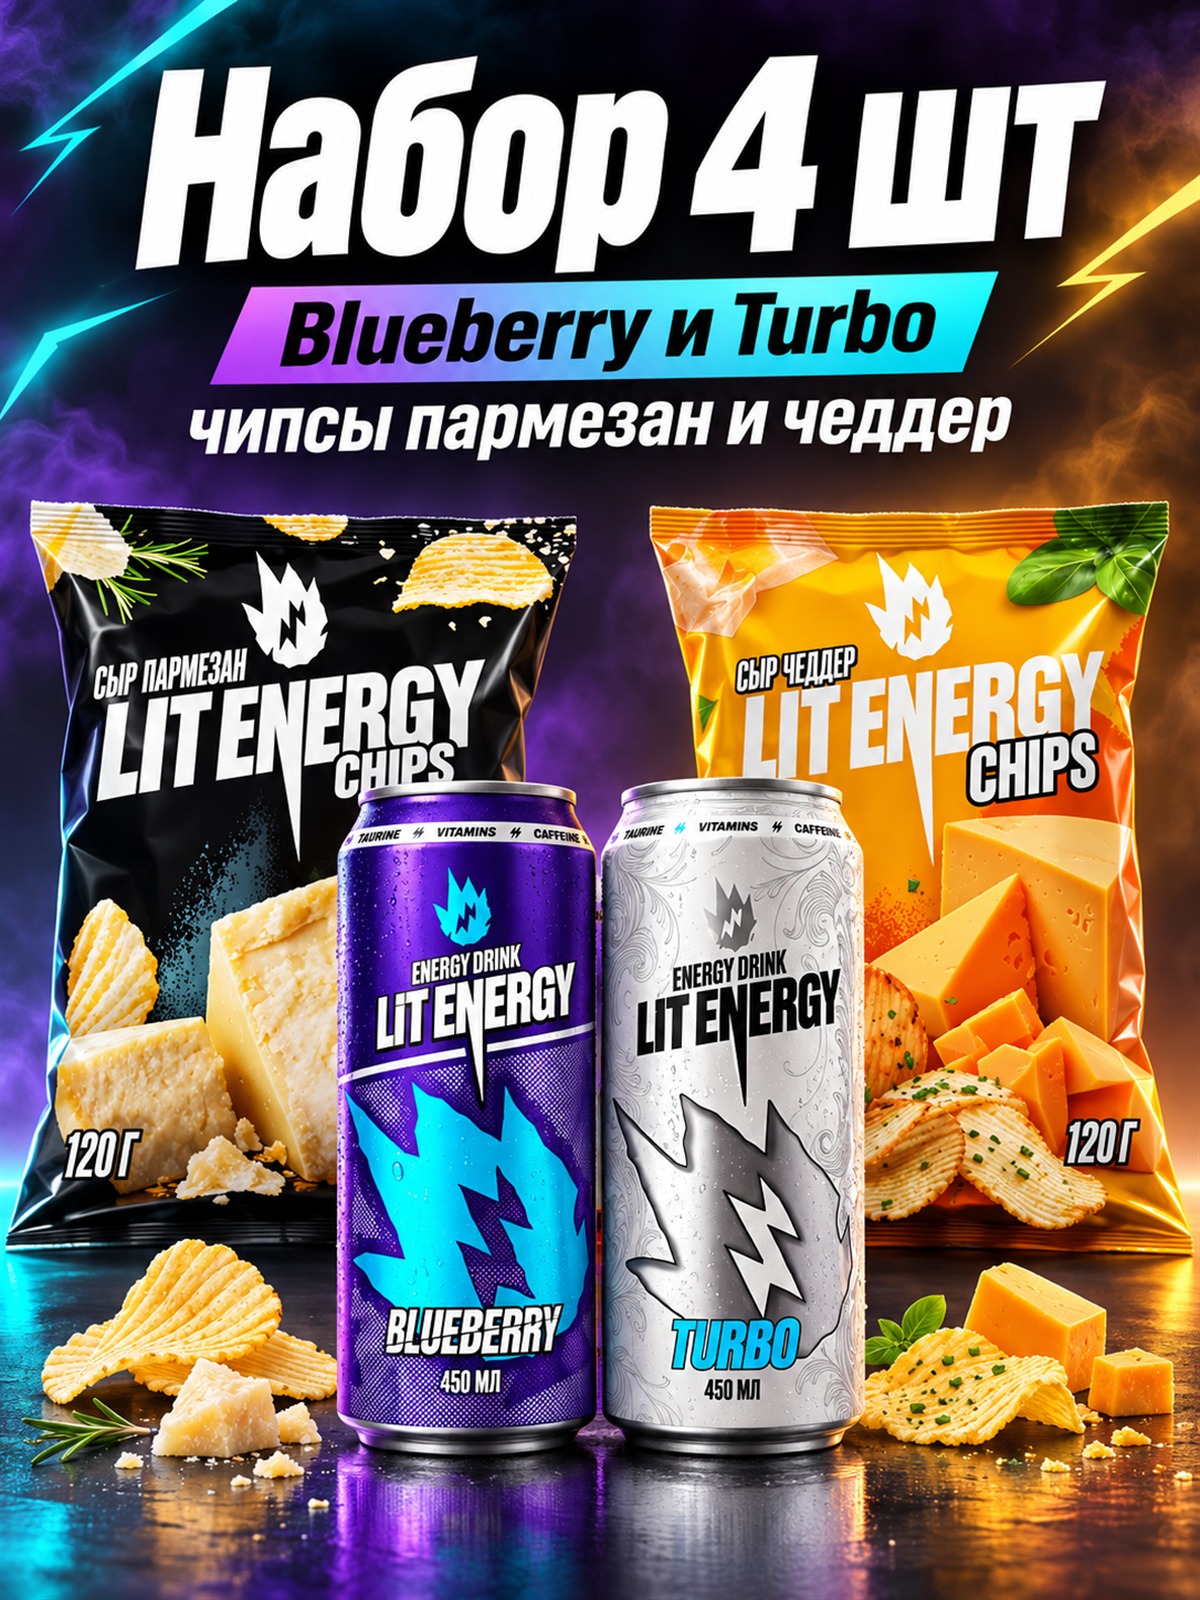 Набор 4 шт
Blueberry и Turbo
чипсы пармезан и чеддер
СЫР ПАРМЕЗАН
LIT ENERGY
CHIPS
120 Г
СЫР ЧЕДДЕР
LIT ENERGY
CHIPS
120 Г
TAURINE VITAMINS CAFFEINE
ENERGY DRINK
LIT ENERGY
BLUEBERRY
450 МЛ
TAURINE VITAMINS CAFFEINE
ENERGY DRINK
LIT ENERGY
TURBO
450 МЛ